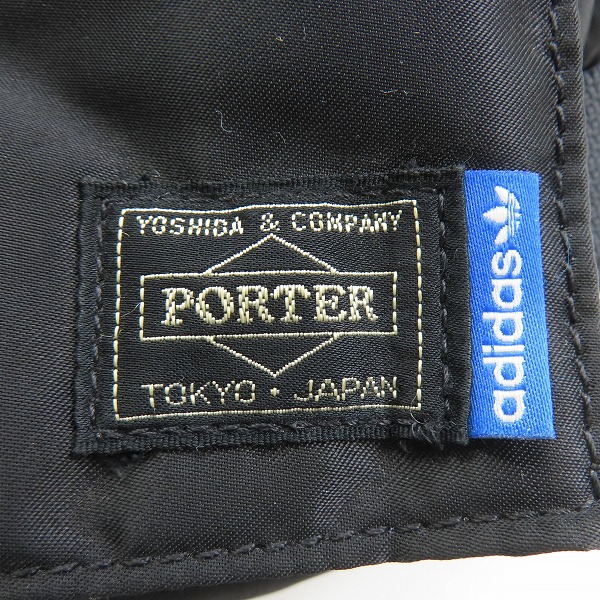 YOSHIDA & COMPANY
PORTER
TOKYO · JAPAN
adidas